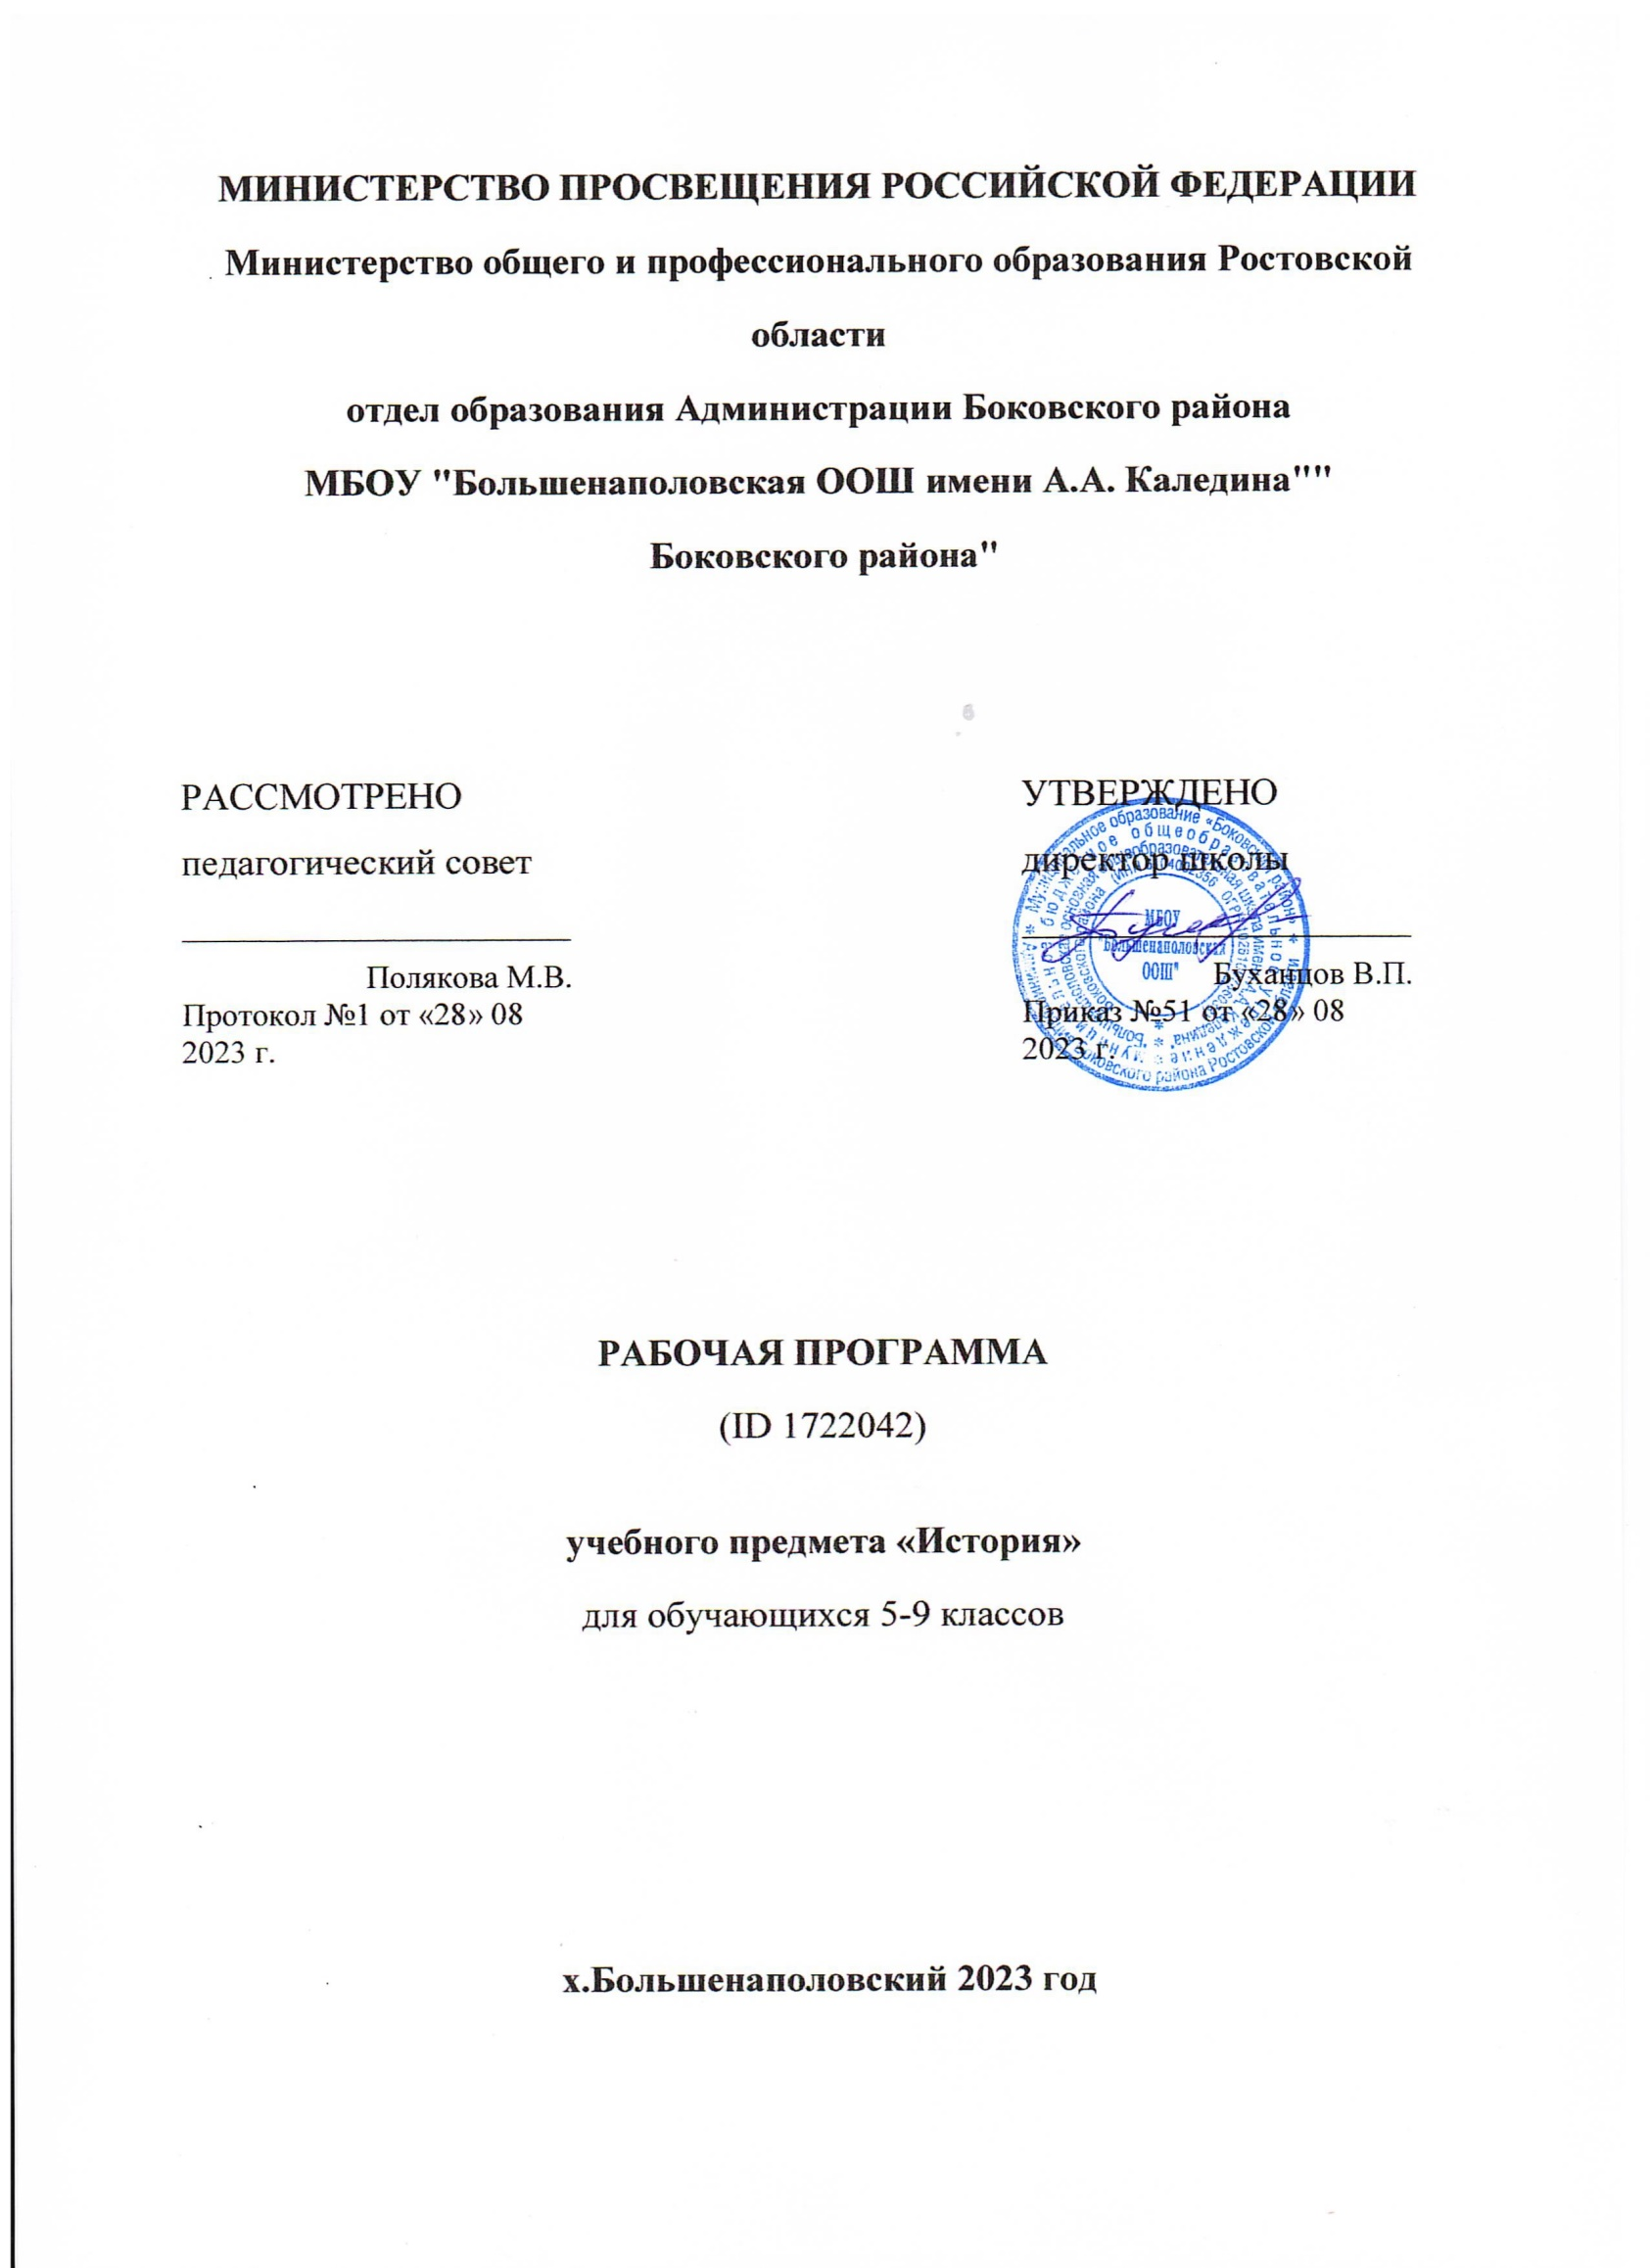 МИНИСТЕРСТВО ПРОСВЕЩЕНИЯ РОССИЙСКОЙ ФЕДЕРАЦИИ
Министерство общего и профессионального образования Ростовской
области
отдел образования Администрации Боковского района
МБОУ "Большенаполовская ООШ имени А.А. Каледина""
Боковского района"
РАССМОТРЕНО
педагогический совет
Полякова М.В.
Протокол №1 от «28» 08
2023 г.
УТВЕРЖДЕНО
директор школы
МБОУ
"Большенаполовская
ООШ"
Буханцов В.П.
Приказ №51 от «28» 08
2023 г.
РАБОЧАЯ ПРОГРАММА
(ID 1722042)
учебного предмета «История»
для обучающихся 5-9 классов
х.Большенаполовский 2023 год